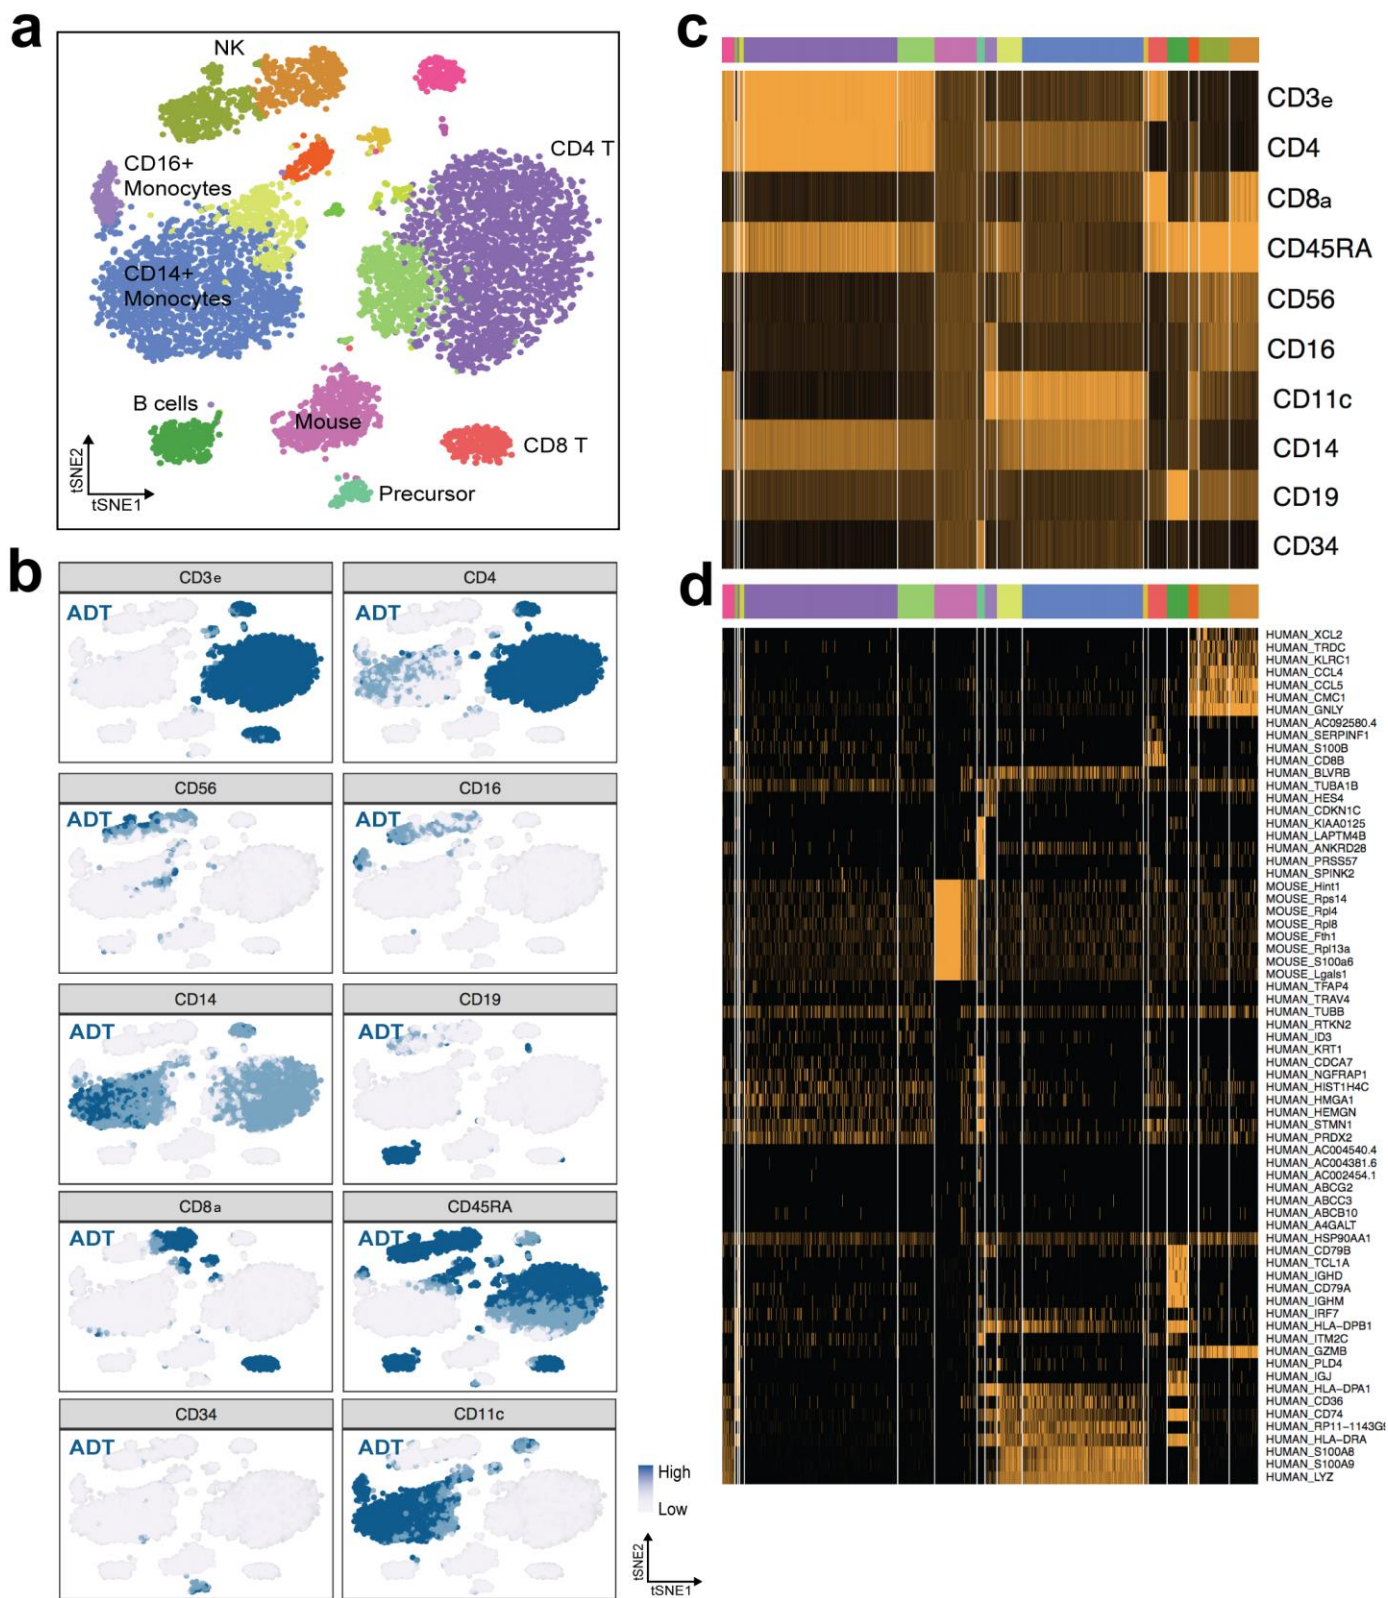 a
NK
CD4 T
CD16+
Monocytes
CD14+
Monocytes
B cells
Mouse
CD8 T
Precursor
tSNE2
tSNE1
b
CD3e
ADT
CD4
ADT
CD56
ADT
CD16
ADT
CD14
ADT
CD19
ADT
CD8a
ADT
CD45RA
ADT
CD34
ADT
CD11c
ADT
High
Low
tSNE2
tSNE1
c
CD3e
CD4
CD8a
CD45RA
CD56
CD16
CD11c
CD14
CD19
CD34
d
HUMAN_XCL2
HUMAN_TRDC
HUMAN_KLRC1
HUMAN_CCL4
HUMAN_CCL5
HUMAN_CMC1
HUMAN_GNLY
HUMAN_AC092580.4
HUMAN_SERPINF1
HUMAN_S100B
HUMAN_CD8B
HUMAN_BLVRB
HUMAN_TUBA1B
HUMAN_HES4
HUMAN_CDKN1C
HUMAN_KIAA0125
HUMAN_LAPTM4B
HUMAN_ANKRD28
HUMAN_PRSS57
HUMAN_SPINK2
MOUSE_Hint1
MOUSE_Rps14
MOUSE_Rpl4
MOUSE_Rpl8
MOUSE_Fth1
MOUSE_Rpl13a
MOUSE_S100a6
MOUSE_Lgals1
HUMAN_TFAP4
HUMAN_TRAV4
HUMAN_TUBB
HUMAN_RTKN2
HUMAN_ID3
HUMAN_KRT1
HUMAN_CDCA7
HUMAN_NGFRAP1
HUMAN_HIST1H4C
HUMAN_HMGA1
HUMAN_HEMGN
HUMAN_STMN1
HUMAN_PRDX2
HUMAN_AC004540.4
HUMAN_AC004381.6
HUMAN_AC002454.1
HUMAN_ABCG2
HUMAN_ABCC3
HUMAN_ABCB10
HUMAN_A4GALT
HUMAN_HSP90AA1
HUMAN_CD79B
HUMAN_TCL1A
HUMAN_IGHD
HUMAN_CD79A
HUMAN_IGHM
HUMAN_IRF7
HUMAN_HLA-DPB1
HUMAN_ITM2C
HUMAN_GZMB
HUMAN_PLD4
HUMAN_IGJ
HUMAN_HLA-DPA1
HUMAN_CD36
HUMAN_CD74
HUMAN_RP11-1143G9
HUMAN_HLA-DRA
HUMAN_S100A8
HUMAN_S100A9
HUMAN_LYZ